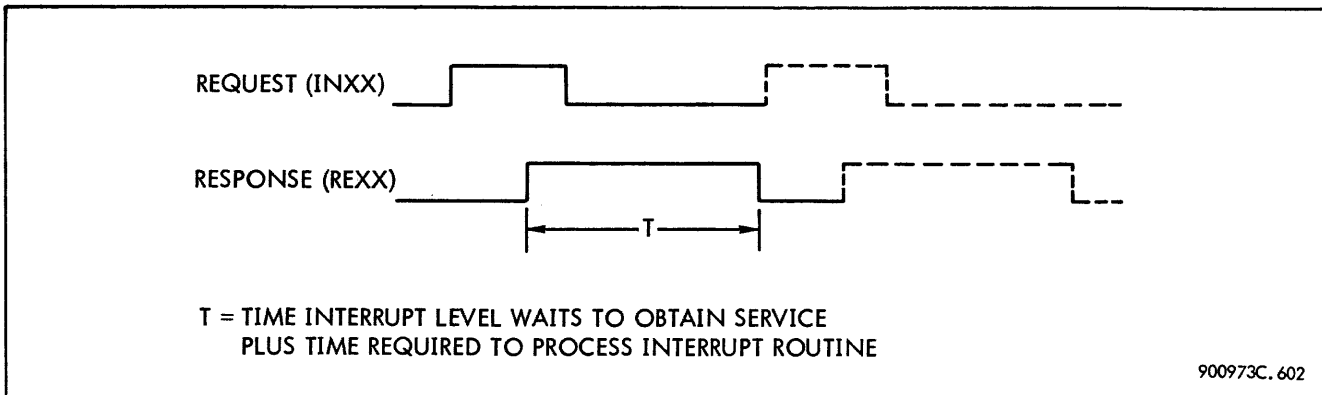 REQUEST (INXX)
RESPONSE (REXX)
T
T = TIME INTERRUPT LEVEL WAITS TO OBTAIN SERVICE
PLUS TIME REQUIRED TO PROCESS INTERRUPT ROUTINE
900973C.602